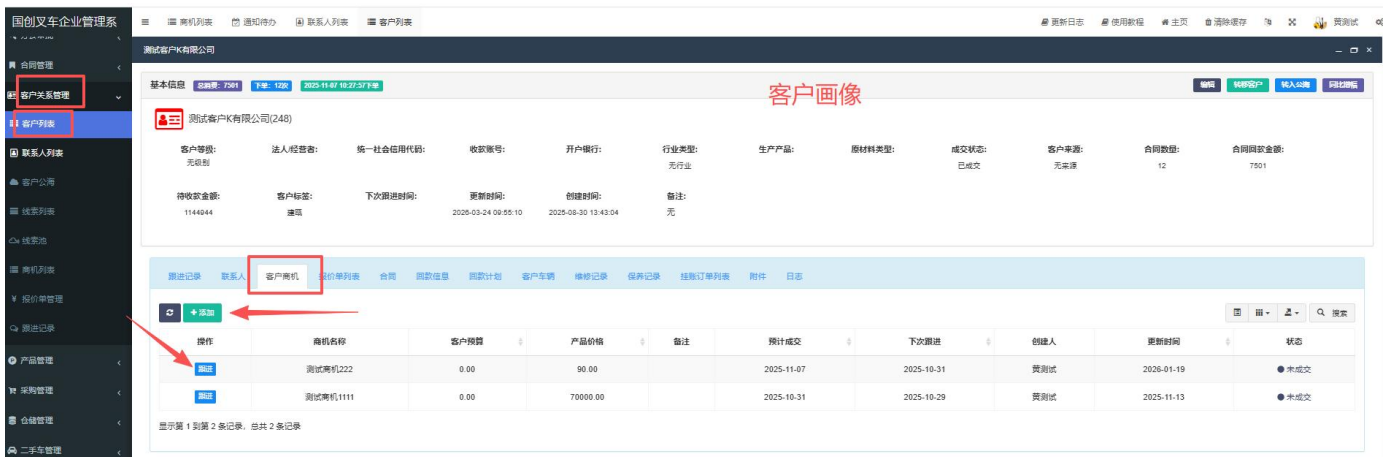 国创叉车企业管理系
商机列表 通知待办 联系人列表 客户列表
更新日志 使用教程 主页 清除缓存 黄测试
测试客户K有限公司
合同管理
客户关系管理
客户列表
联系人列表
客户公海
线索列表
线索池
商机列表
¥ 报价单管理
跟进记录
产品管理
采购管理
仓储管理
二手车管理
基本信息 总消费: 7501 下单: 12次 2025-11-07 10:27:57下单
客户画像
编辑 转移客户 转入公海 同比增幅
测试客户K有限公司(248)
客户等级: 法人/经营者: 统一社会信用代码: 收款账号: 开户银行: 行业类型: 生产产品: 原材料类型: 成交状态: 客户来源: 合同数量: 合同回款金额:
无级别 无行业 已成交 无来源 12 7501
待收款金额: 客户标签: 下次跟进时间: 更新时间: 创建时间: 备注:
1144944 建筑 2026-03-24 09:55:10 2025-08-30 13:43:04 无
跟进记录 联系人 客户商机 报价单列表 合同 回款信息 回款计划 客户车辆 维修记录 保养记录 挂账订单列表 附件 日志
+添加
搜索
操作 商机名称 客户预算 产品价格 备注 预计成交 下次跟进 创建人 更新时间 状态
跟进 测试商机222 0.00 90.00 2025-11-07 2025-10-31 黄测试 2026-01-19 未成交
跟进 测试商机1111 0.00 70000.00 2025-10-31 2025-10-29 黄测试 2025-11-13 未成交
显示第 1 到第 2 条记录，总共 2 条记录